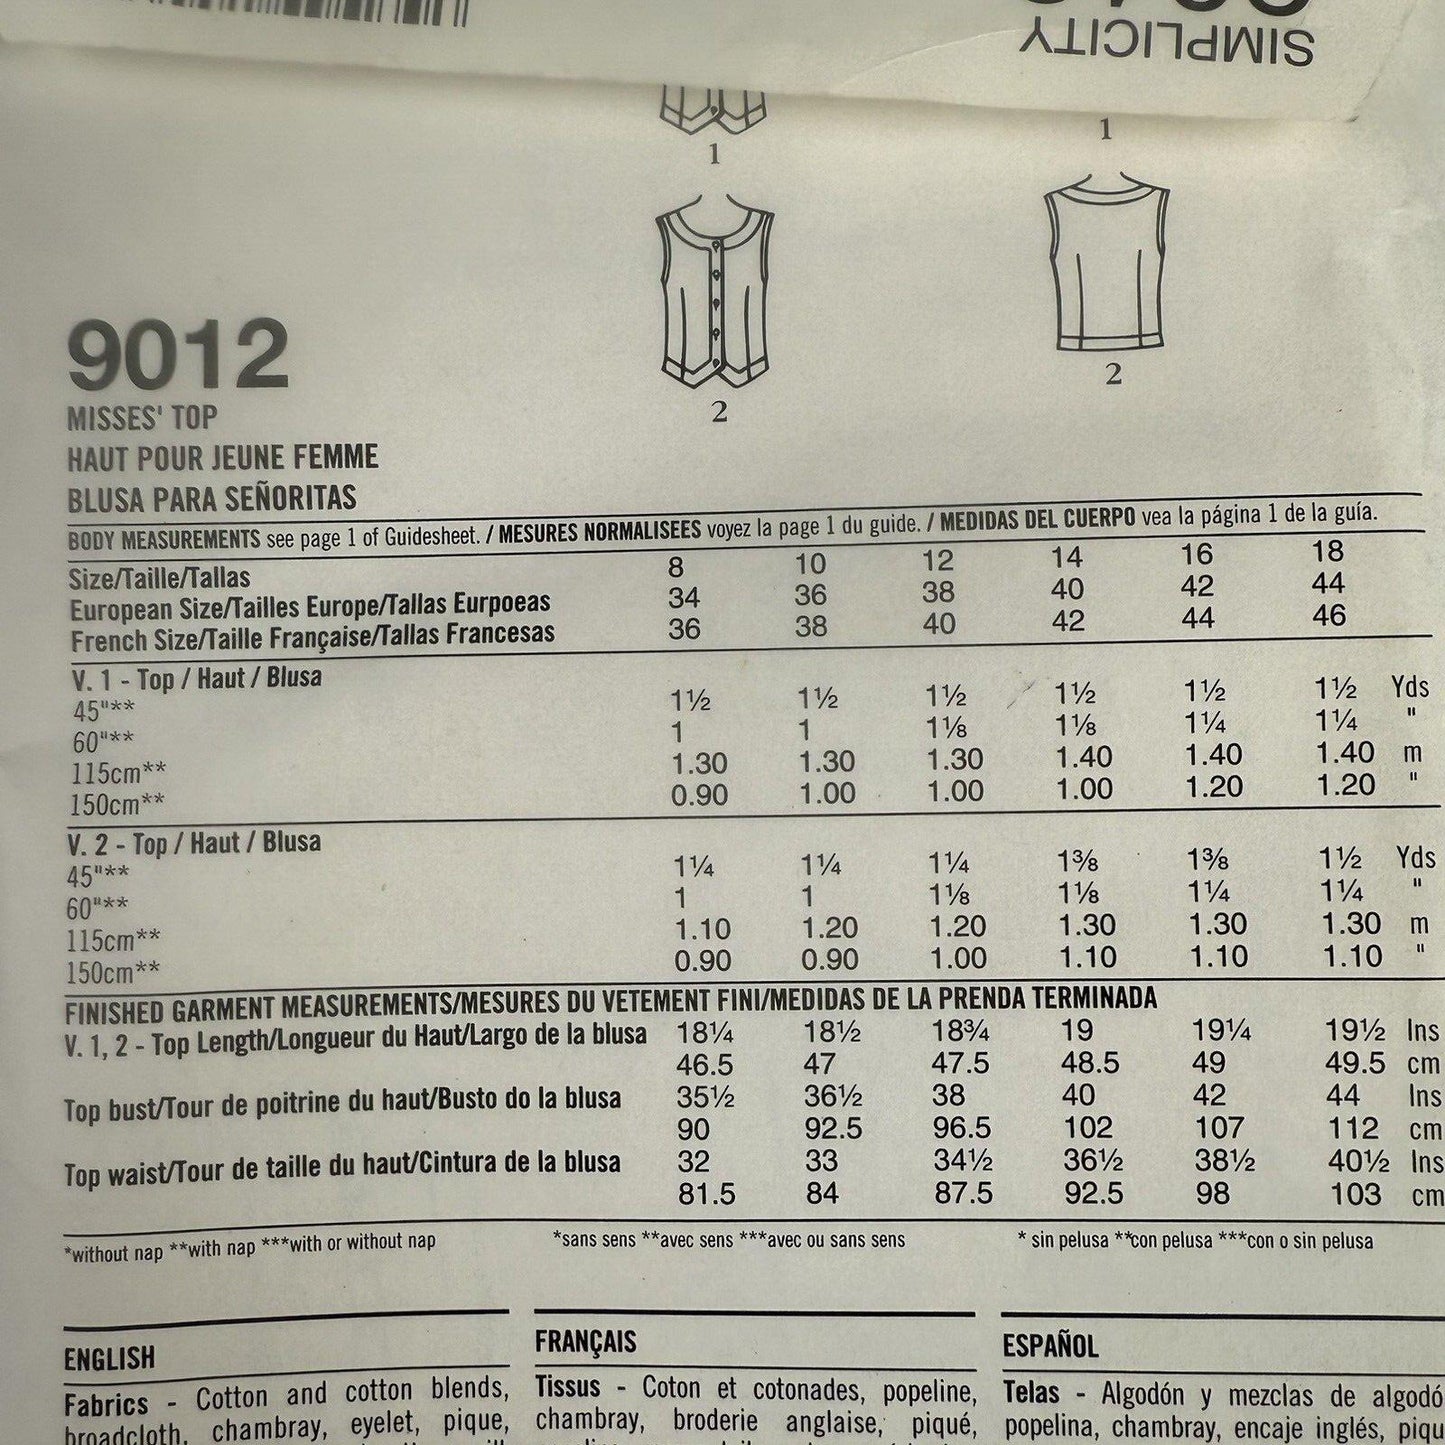 SIMPLICITY
1
1
2
2
9012
MISSES' TOP
HAUT POUR JEUNE FEMME
BLUSA PARA SEÑORITAS
BODY MEASUREMENTS see page 1 of Guidesheet. / MESURES NORMALISEES voyez la page 1 du guide. / MEDIDAS DEL CUERPO vea la página 1 de la guía.
Size/Taille/Tallas 8 10 12 14 16 18
European Size/Tailles Europe/Tallas Eurpoeas 34 36 38 40 42 44
French Size/Taille Française/Tallas Francesas 36 38 40 42 44 46
V. 1 - Top / Haut / Blusa
45"** 1½ 1½ 1½ 1½ 1½ 1½ Yds
60"** 1 1 1⅛ 1⅛ 1¼ 1¼ "
115cm** 1.30 1.30 1.30 1.40 1.40 1.40 m
150cm** 0.90 1.00 1.00 1.00 1.20 1.20 "
V. 2 - Top / Haut / Blusa
45"** 1¼ 1¼ 1¼ 1⅜ 1⅜ 1½ Yds
60"** 1 1 1⅛ 1⅛ 1¼ 1¼ "
115cm** 1.10 1.20 1.20 1.30 1.30 1.30 m
150cm** 0.90 0.90 1.00 1.10 1.10 1.10 "
FINISHED GARMENT MEASUREMENTS/MESURES DU VETEMENT FINI/MEDIDAS DE LA PRENDA TERMINADA
V. 1, 2 - Top Length/Longueur du Haut/Largo de la blusa 18¼ 18½ 18¾ 19 19¼ 19½ Ins
46.5 47 47.5 48.5 49 49.5 cm
Top bust/Tour de poitrine du haut/Busto do la blusa 35½ 36½ 38 40 42 44 Ins
90 92.5 96.5 102 107 112 cm
Top waist/Tour de taille du haut/Cintura de la blusa 32 33 34½ 36½ 38½ 40½ Ins
81.5 84 87.5 92.5 98 103 cm
*without nap **with nap ***with or without nap *sans sens **avec sens ***avec ou sans sens * sin pelusa **con pelusa ***con o sin pelusa
ENGLISH
Fabrics - Cotton and cotton blends,
broadcloth, chambray, eyelet, pique,
FRANÇAIS
Tissus - Coton et cotonades, popeline,
chambray, broderie anglaise, piqué,
ESPAÑOL
Telas - Algodón y mezclas de algodó
popelina, chambray, encaje inglés, piqu